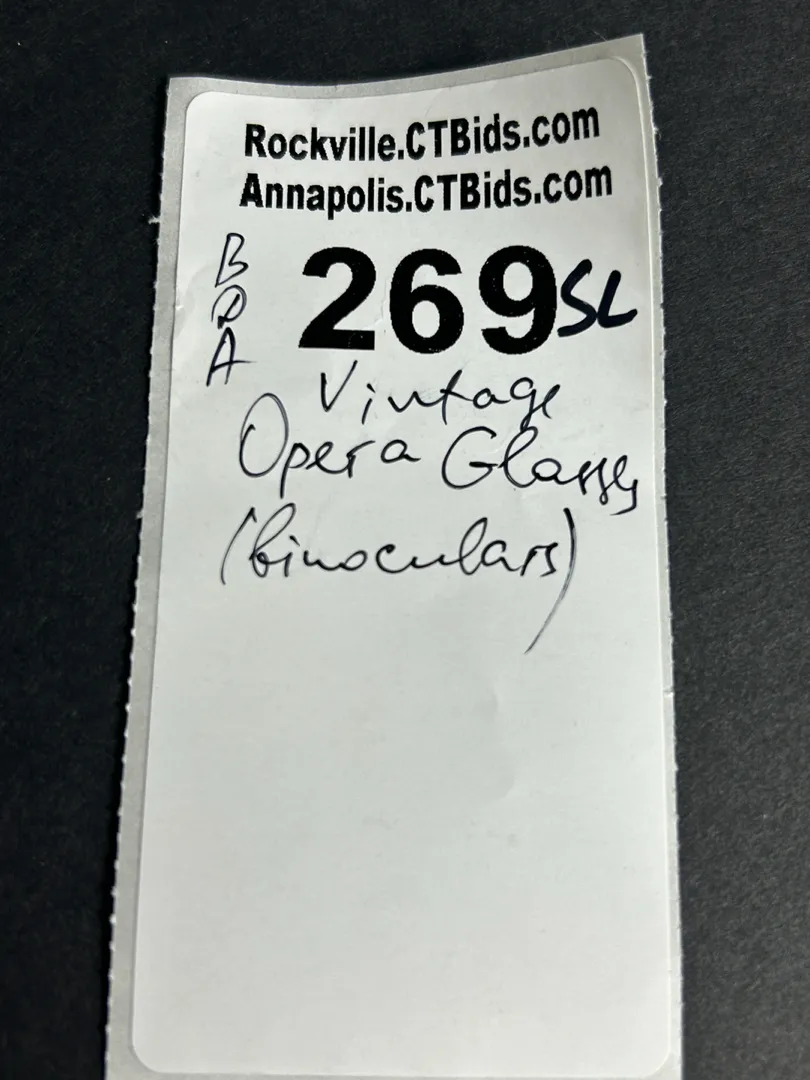 Rockville.CTBids.com
Annapolis.CTBids.com
B
A
269SL
Vintage
Opera Glasses
(binoculars)